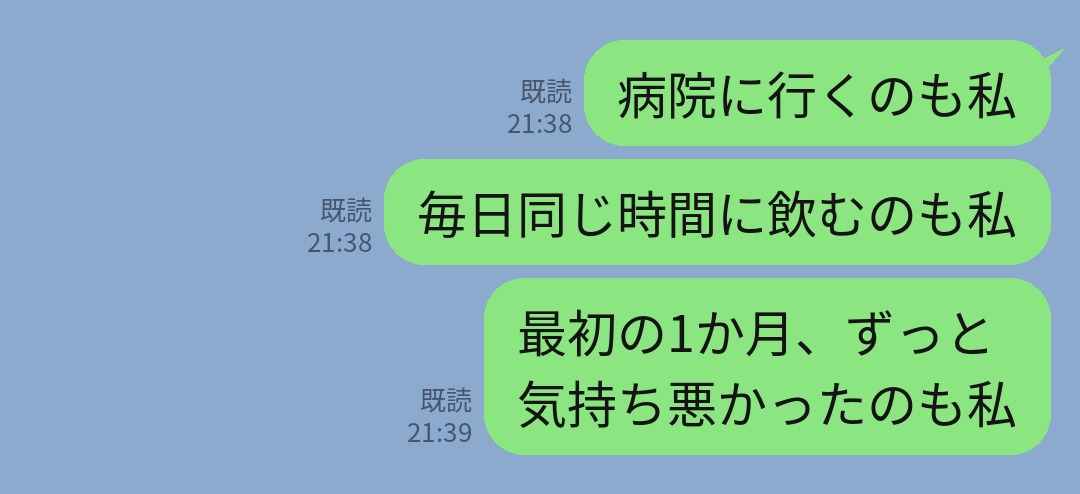 病院に行くのも私
既読
21:38
毎日同じ時間に飲むのも私
既読
21:38
最初の1か月、ずっと
気持ち悪かったのも私
既読
21:39